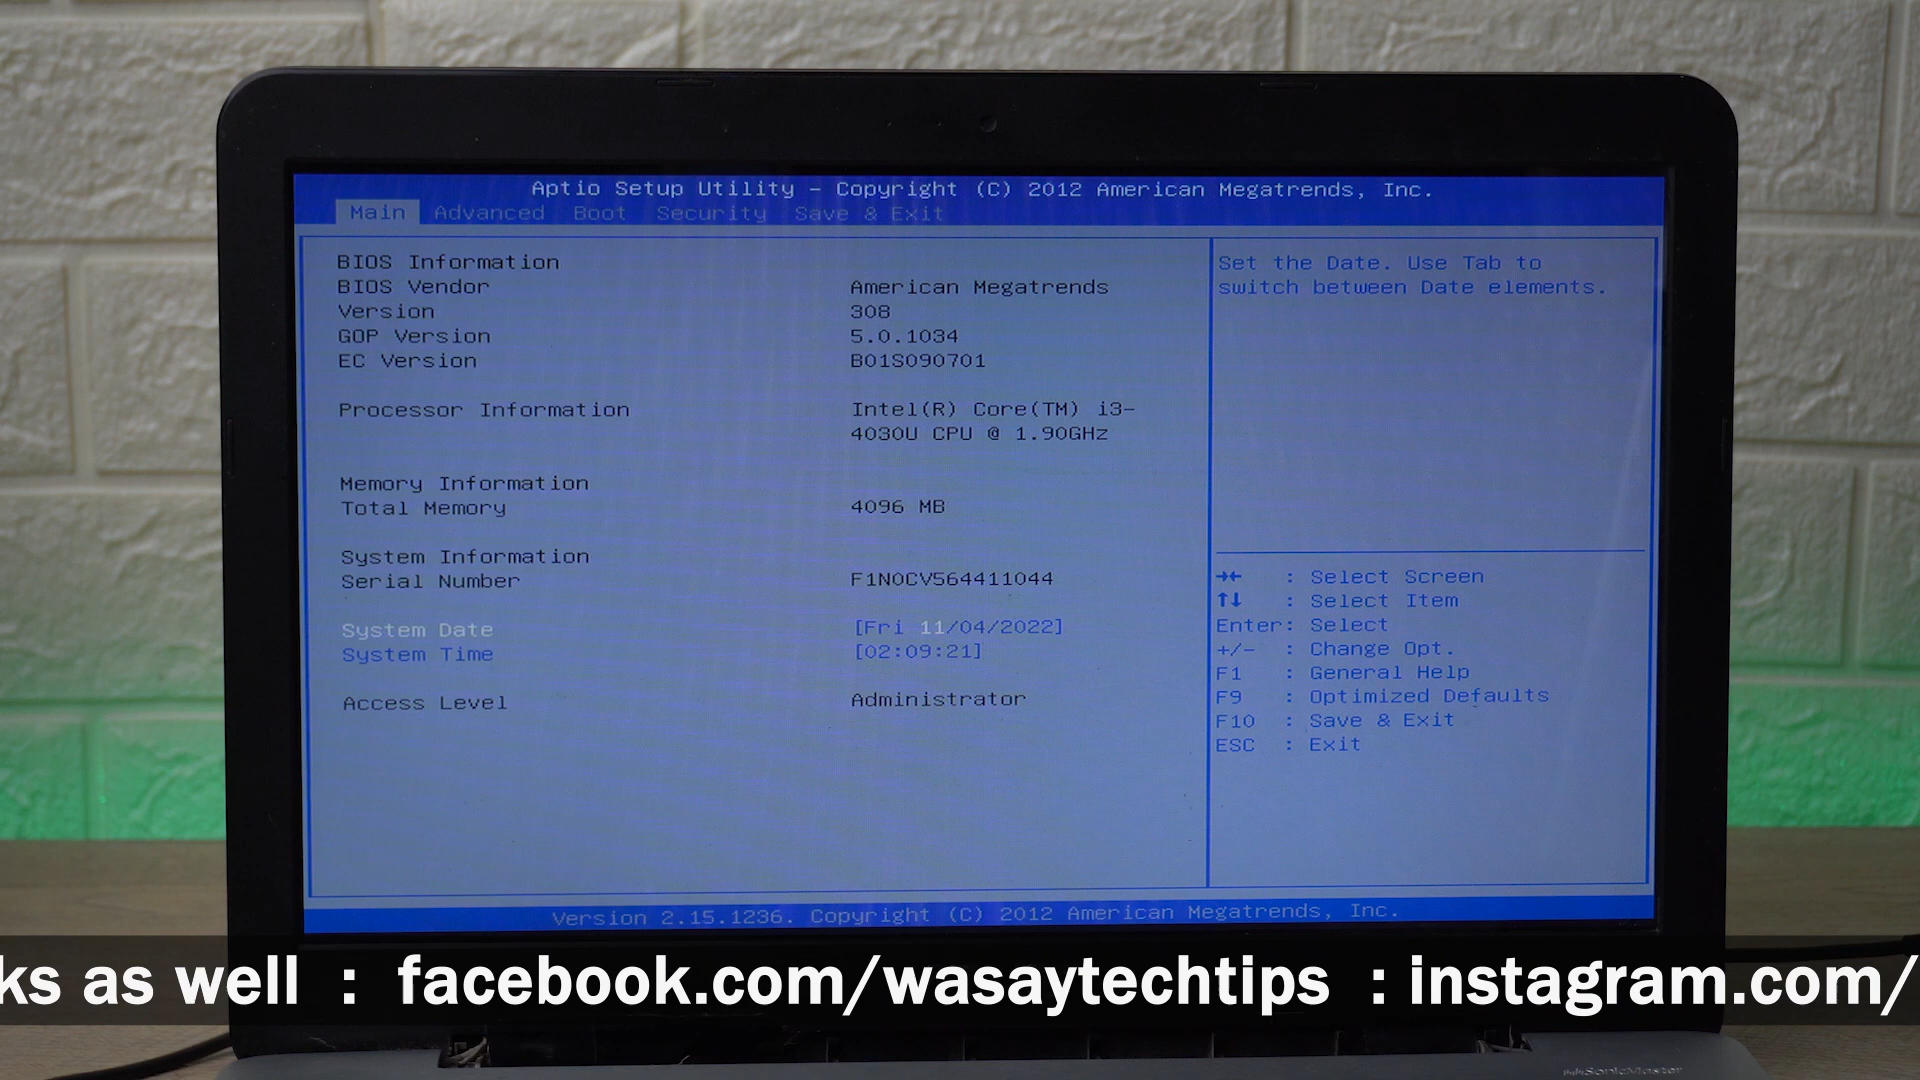 Aptio Setup Utility - Copyright (C) 2012 American Megatrends, Inc.
Main Advanced Boot Security Save & Exit
BIOS Information
BIOS Vendor American Megatrends
Version 308
GOP Version 5.0.1034
EC Version B01S090701
Processor Information Intel(R) Core(TM) i3-
4030U CPU @ 1.90GHz
Memory Information
Total Memory 4096 MB
System Information
Serial Number F1N0CV564411044
System Date [Fri 11/04/2022]
System Time [02:09:21]
Access Level Administrator
Set the Date. Use Tab to
switch between Date elements.
→← : Select Screen
↑↓ : Select Item
Enter: Select
+/- : Change Opt.
F1 : General Help
F9 : Optimized Defaults
F10 : Save & Exit
ESC : Exit
Version 2.15.1236. Copyright (C) 2012 American Megatrends, Inc.
ks as well : facebook.com/wasaytechtips : instagram.com/
SonicMaster